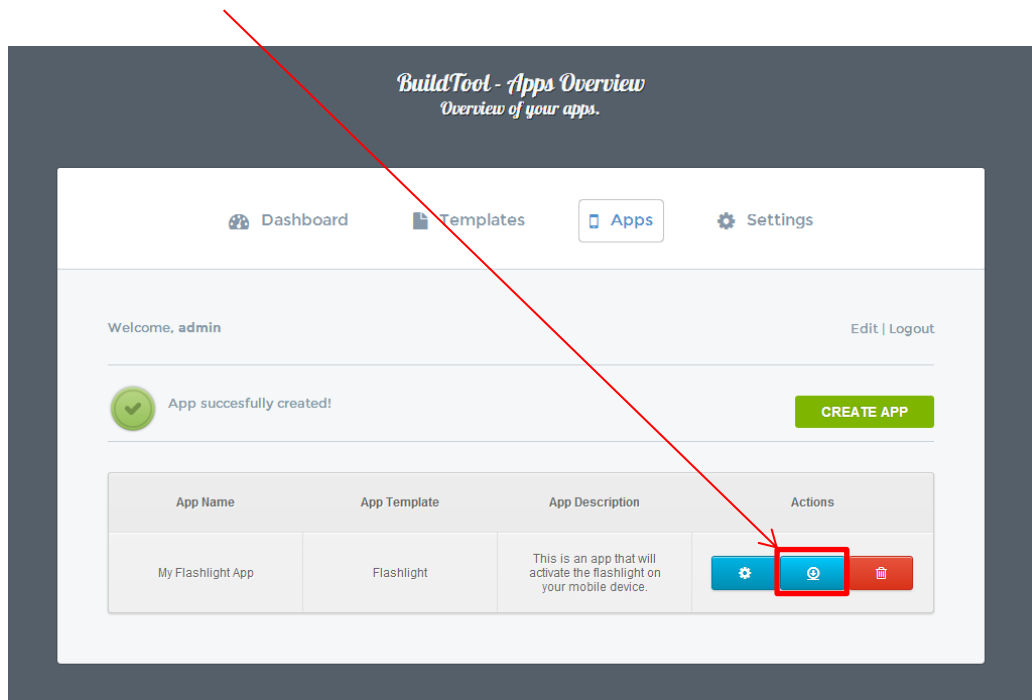 BuildTool - Apps Overview
Overview of your apps.
Dashboard
Templates
Apps
Settings
Welcome, admin
Edit | Logout
App succesfully created!
CREATE APP
App Name
App Template
App Description
Actions
My Flashlight App
Flashlight
This is an app that will
activate the flashlight on
your mobile device.